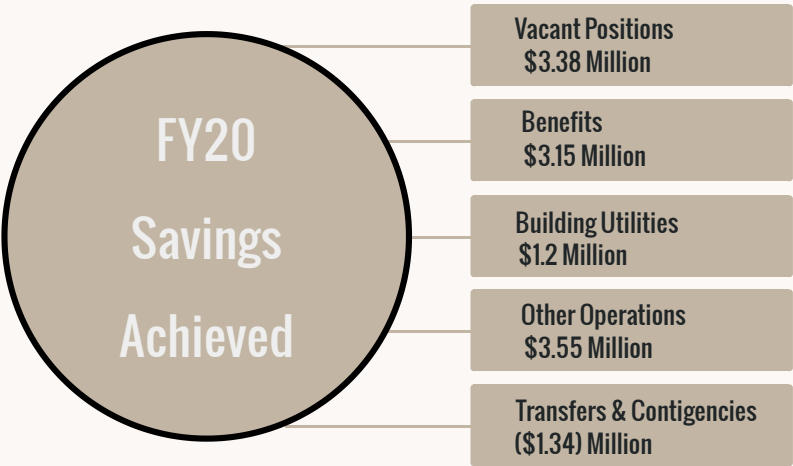 FY20
Savings
Achieved
Vacant Positions
$3.38 Million
Benefits
$3.15 Million
Building Utilities
$1.2 Million
Other Operations
$3.55 Million
Transfers & Contigencies
($1.34) Million